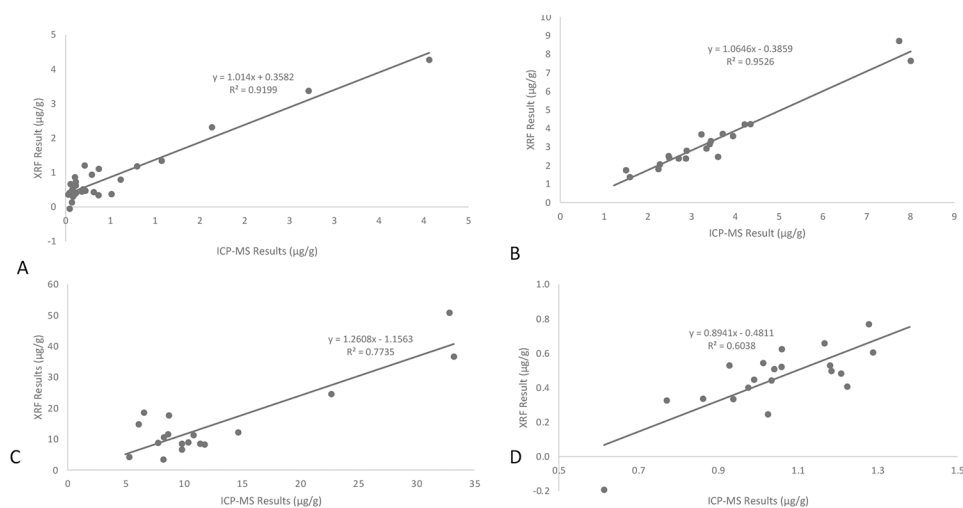 5
4
3
2
1
0
-1
XRF Result (µg/g)
y = 1.014x + 0.3582
R² = 0.9199
0 1 1 2 2 3 3 4 4 5
ICP-MS Results (µg/g)
A
10
9
8
7
6
5
4
3
2
1
0
XRF Result (µg/g)
y = 1.0646x - 0.3859
R² = 0.9526
0 1 2 3 4 5 6 7 8 9
ICP-MS Result (µg/g)
B
60
50
40
30
20
10
0
XRF Results (µg/g)
y = 1.2608x - 1.1563
R² = 0.7735
0 5 10 15 20 25 30 35
ICP-MS Results (µg/g)
C
1.0
0.8
0.6
0.4
0.2
0.0
-0.2
XRF Result (µg/g)
y = 0.8941x - 0.4811
R² = 0.6038
0.5 0.7 0.9 1.1 1.3 1.5
ICP-MS Results (µg/g)
D